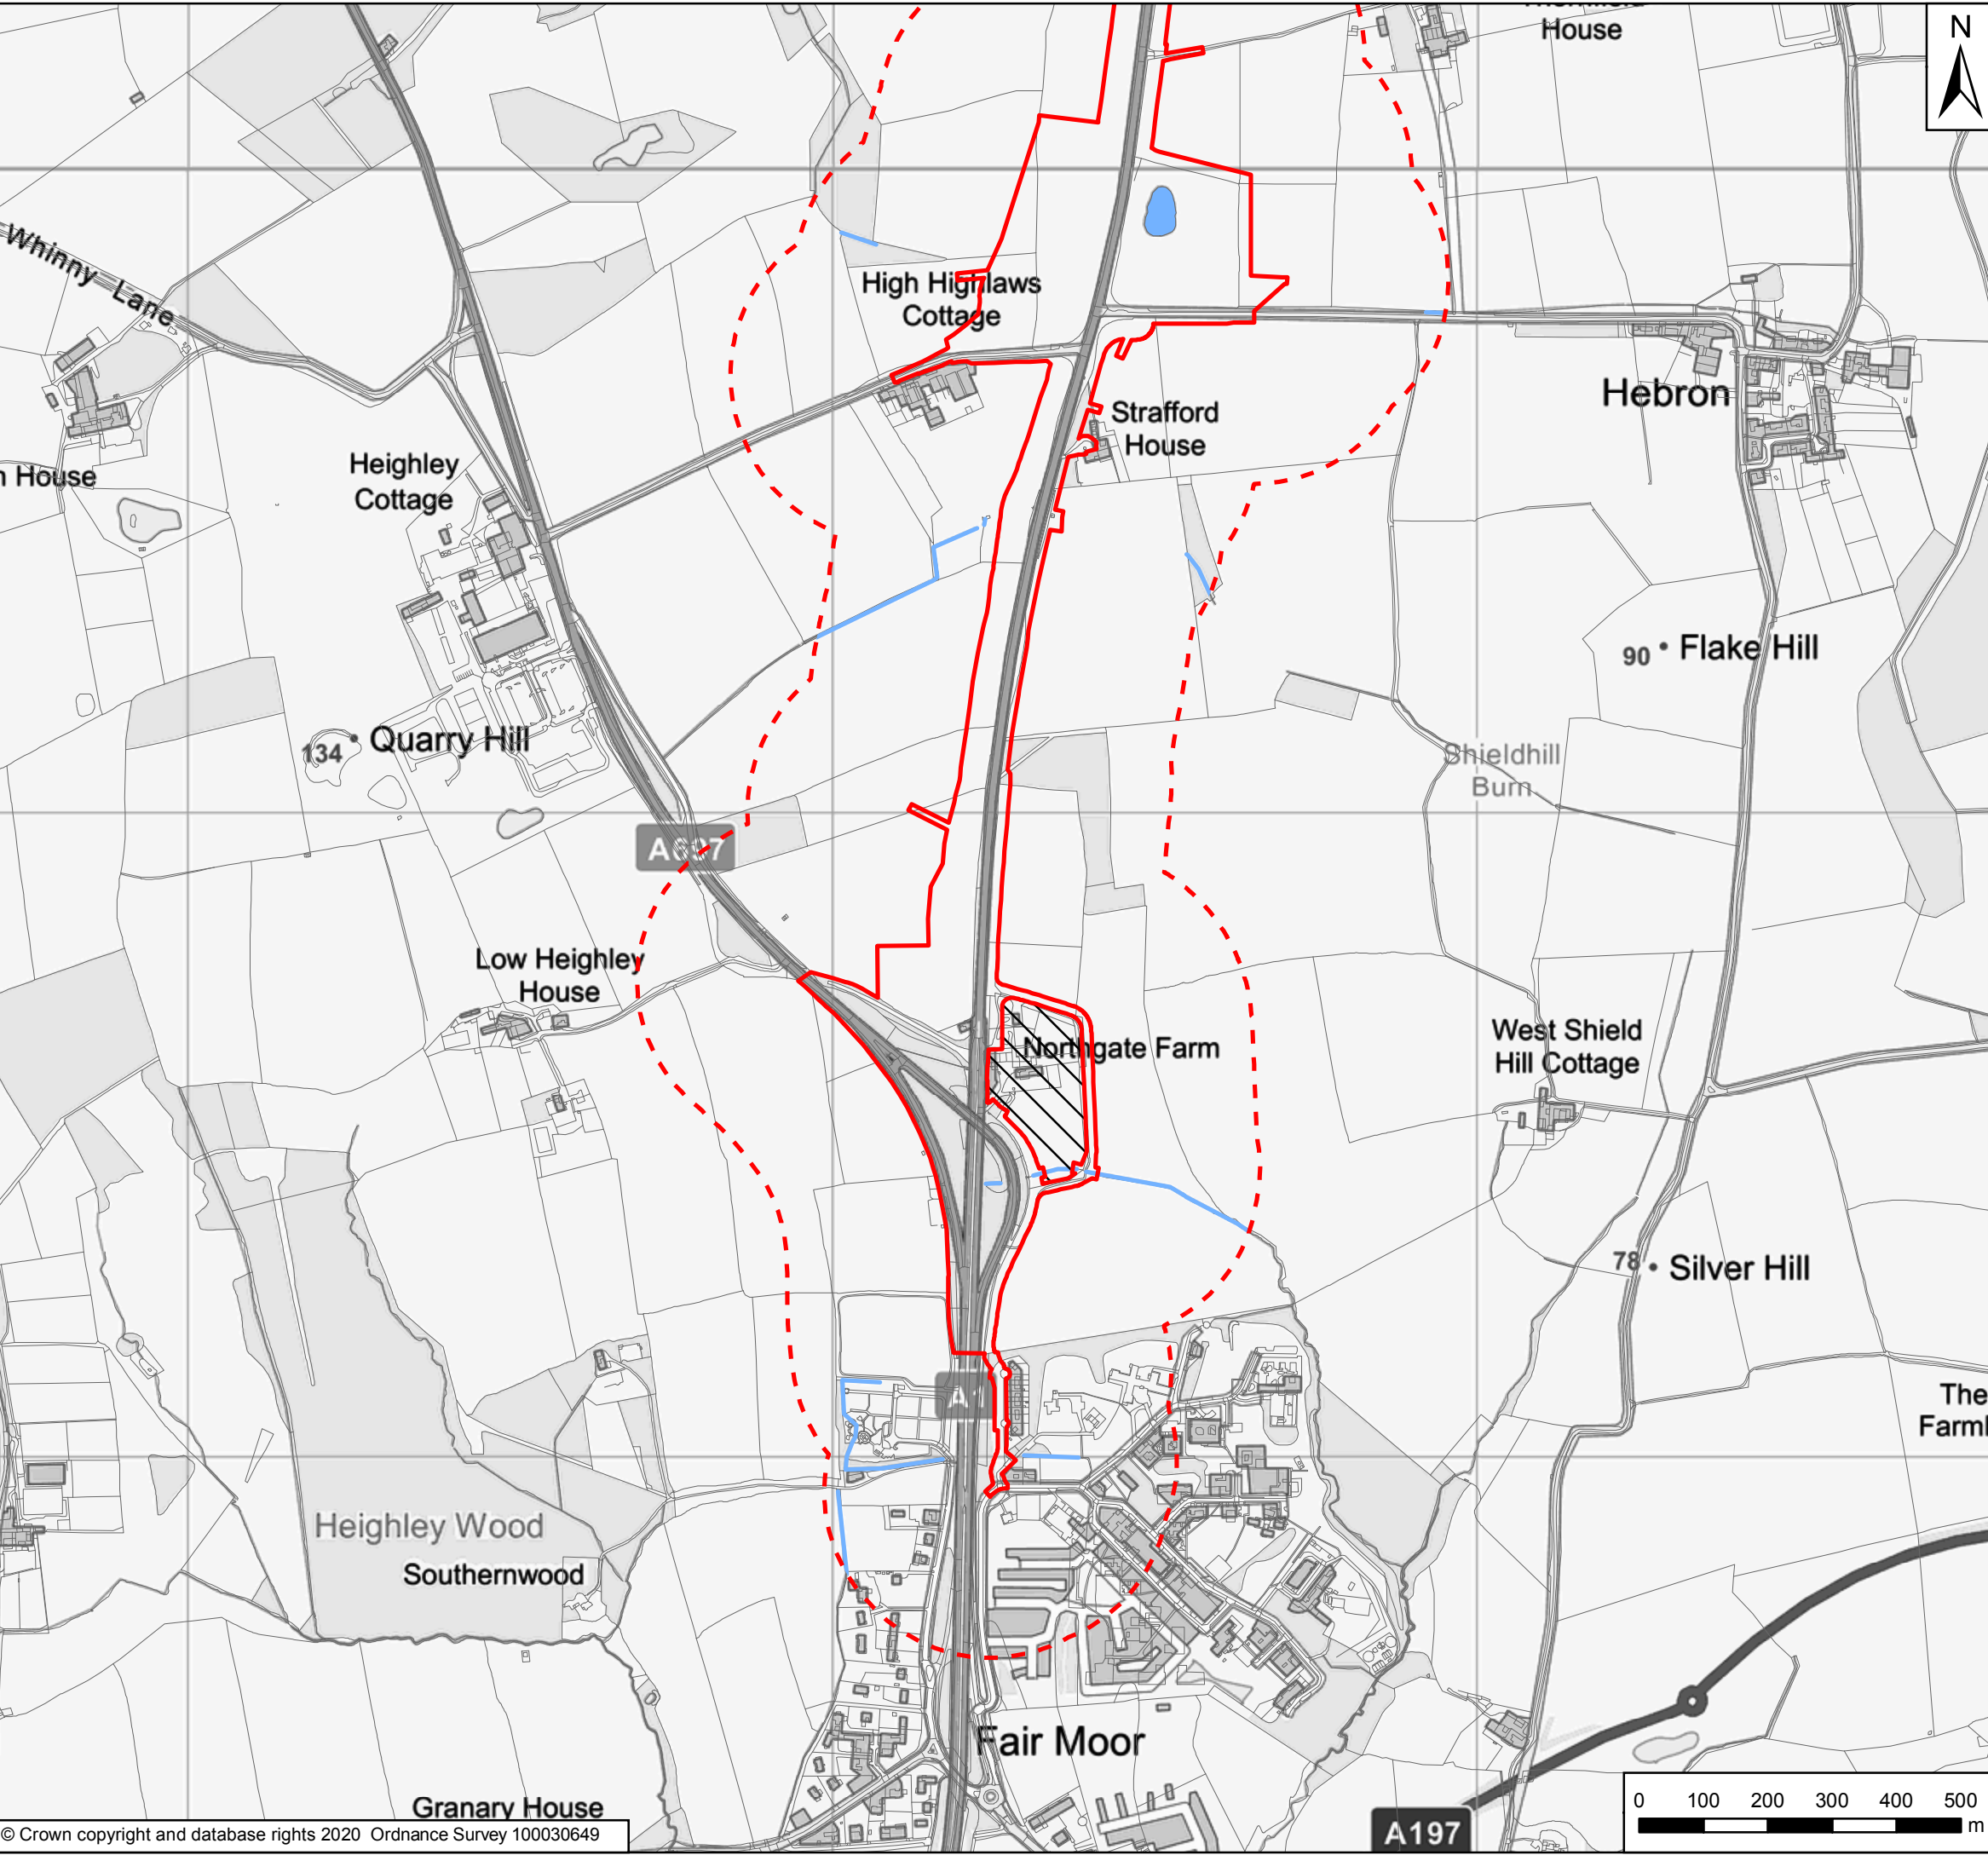 House
N
Whinny Lane
High Highlaws
Cottage
Hebron
Strafford
House
Heighley
Cottage
House
90
Flake Hill
134
Quarry Hill
Shieldhill
Burn
A697
Low Heighley
House
Northgate Farm
West Shield
Hill Cottage
78
Silver Hill
A1
The
Heighley Wood
Southernwood
Fair Moor
Granary House
0 100 200 300 400 500
m
A197
© Crown copyright and database rights 2020 Ordnance Survey 100030649